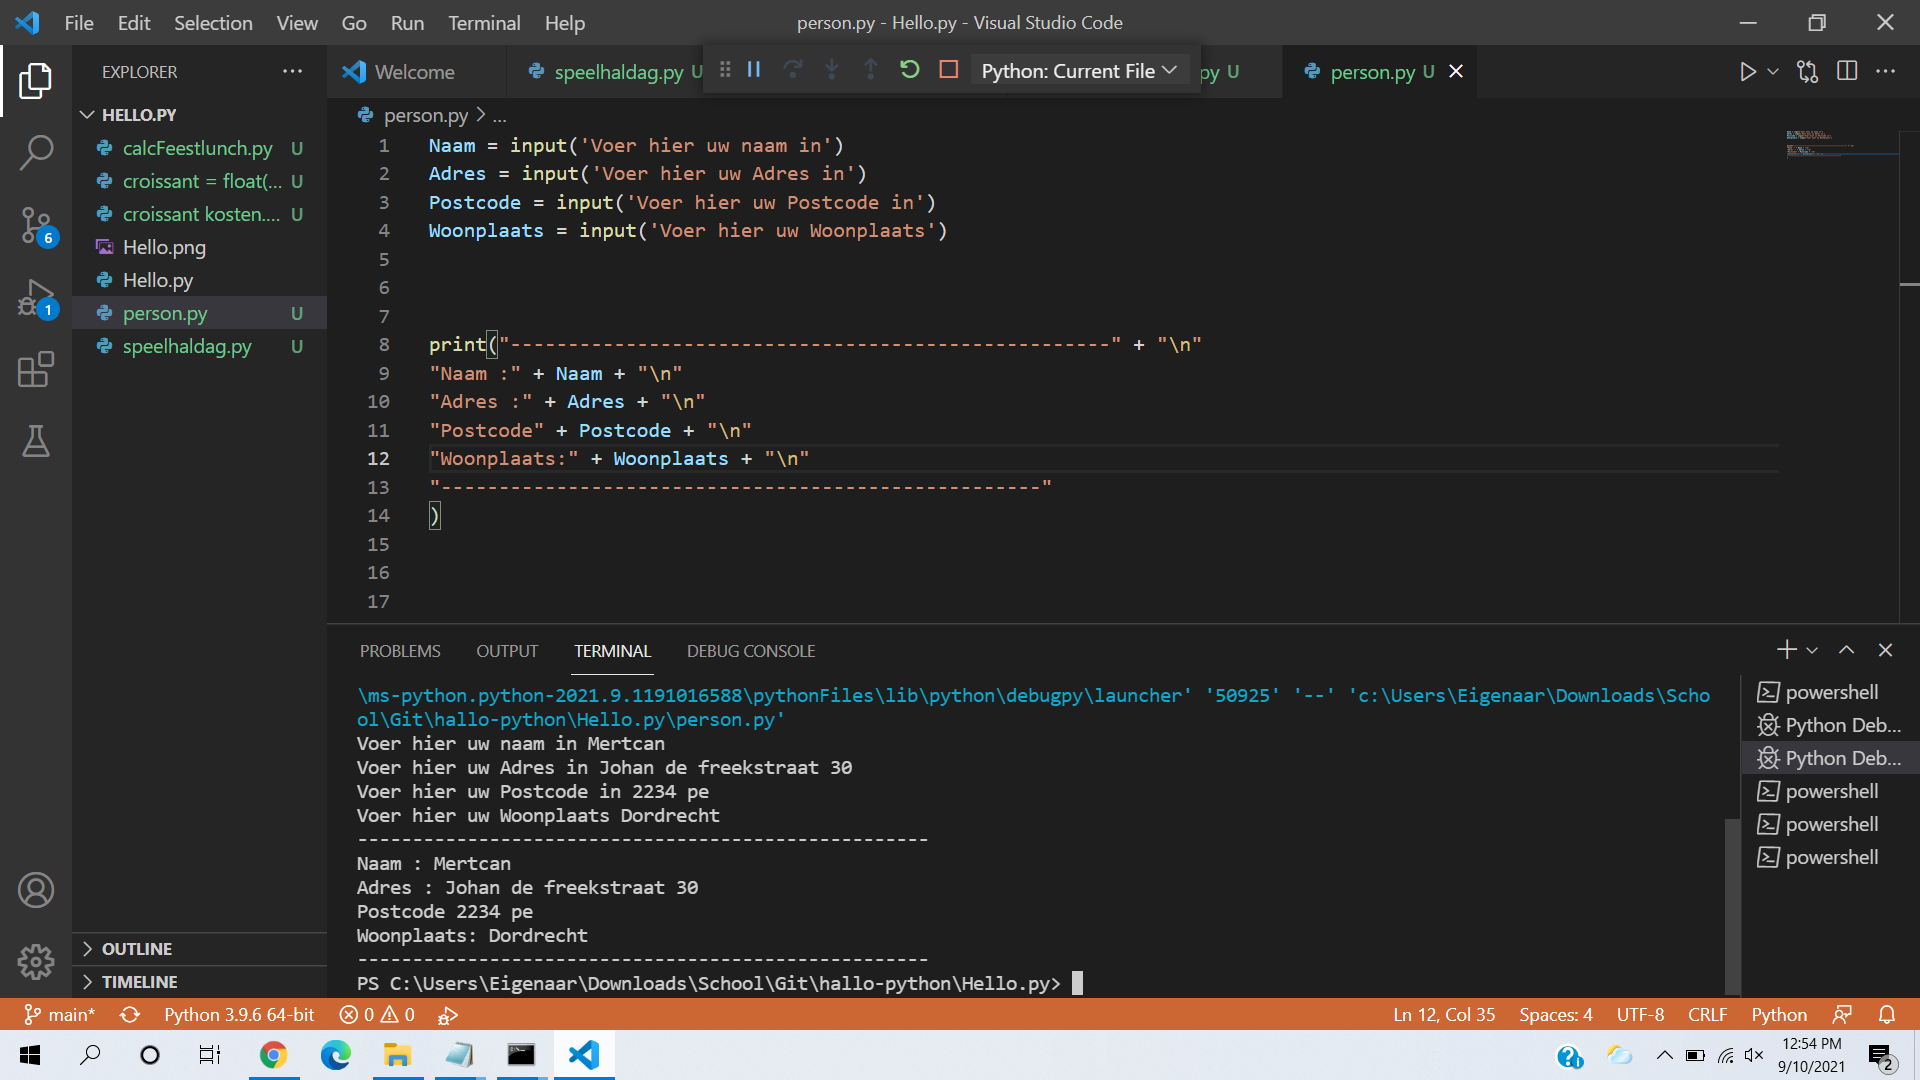 File Edit Selection View Go Run Terminal Help
person.py - Hello.py - Visual Studio Code
EXPLORER
Welcome
speelhaldag.py U
Python: Current File
py U
person.py U
HELLO.PY
calcFeestlunch.py U
croissant = float(... U
croissant kosten.... U
Hello.png
Hello.py
person.py U
speelhaldag.py U
6
1
OUTLINE
TIMELINE
person.py > ...
1 Naam = input('Voer hier uw naam in')
2 Adres = input('Voer hier uw Adres in')
3 Postcode = input('Voer hier uw Postcode in')
4 Woonplaats = input('Voer hier uw Woonplaats')
5
6
7
8 print("----------------------------------------------------" + "\n"
9 "Naam :" + Naam + "\n"
10 "Adres :" + Adres + "\n"
11 "Postcode" + Postcode + "\n"
12 "Woonplaats:" + Woonplaats + "\n"
13 "----------------------------------------------------"
14 )
15
16
17
PROBLEMS OUTPUT TERMINAL DEBUG CONSOLE
\ms-python.python-2021.9.1191016588\pythonFiles\lib\python\debugpy\launcher' '50925' '--' 'c:\Users\Eigenaar\Downloads\Scho
ol\Git\hallo-python\Hello.py\person.py'
Voer hier uw naam in Mertcan
Voer hier uw Adres in Johan de freekstraat 30
Voer hier uw Postcode in 2234 pe
Voer hier uw Woonplaats Dordrecht
----------------------------------------------------
Naam : Mertcan
Adres : Johan de freekstraat 30
Postcode 2234 pe
Woonplaats: Dordrecht
----------------------------------------------------
PS C:\Users\Eigenaar\Downloads\School\Git\hallo-python\Hello.py>
powershell
Python Deb...
Python Deb...
powershell
powershell
powershell
main* Python 3.9.6 64-bit 0 0
Ln 12, Col 35 Spaces: 4 UTF-8 CRLF Python
12:54 PM
9/10/2021
2